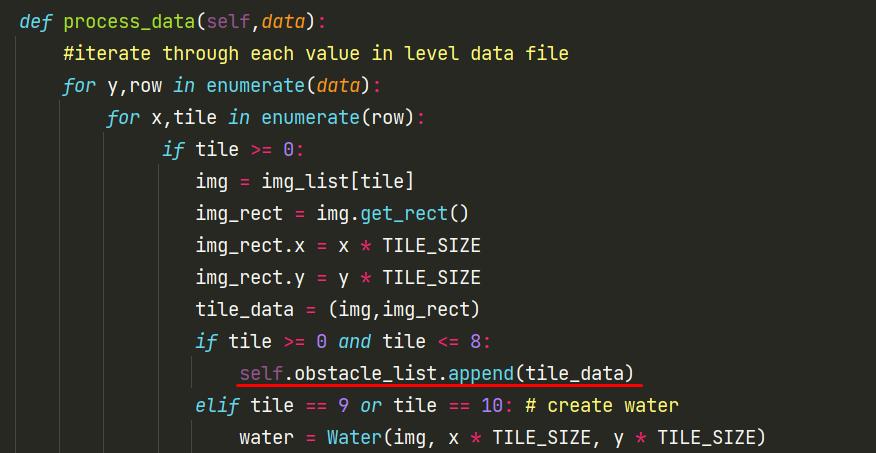 def process_data(self,data):
    #iterate through each value in level data file
    for y,row in enumerate(data):
        for x,tile in enumerate(row):
             if tile >= 0:
                img = img_list[tile]
                img_rect = img.get_rect()
                img_rect.x = x * TILE_SIZE
                img_rect.y = y * TILE_SIZE
                tile_data = (img,img_rect)
                if tile >= 0 and tile <= 8:
                    self.obstacle_list.append(tile_data)
                elif tile == 9 or tile == 10: # create water
                    water = Water(img, x * TILE_SIZE, y * TILE_SIZE)